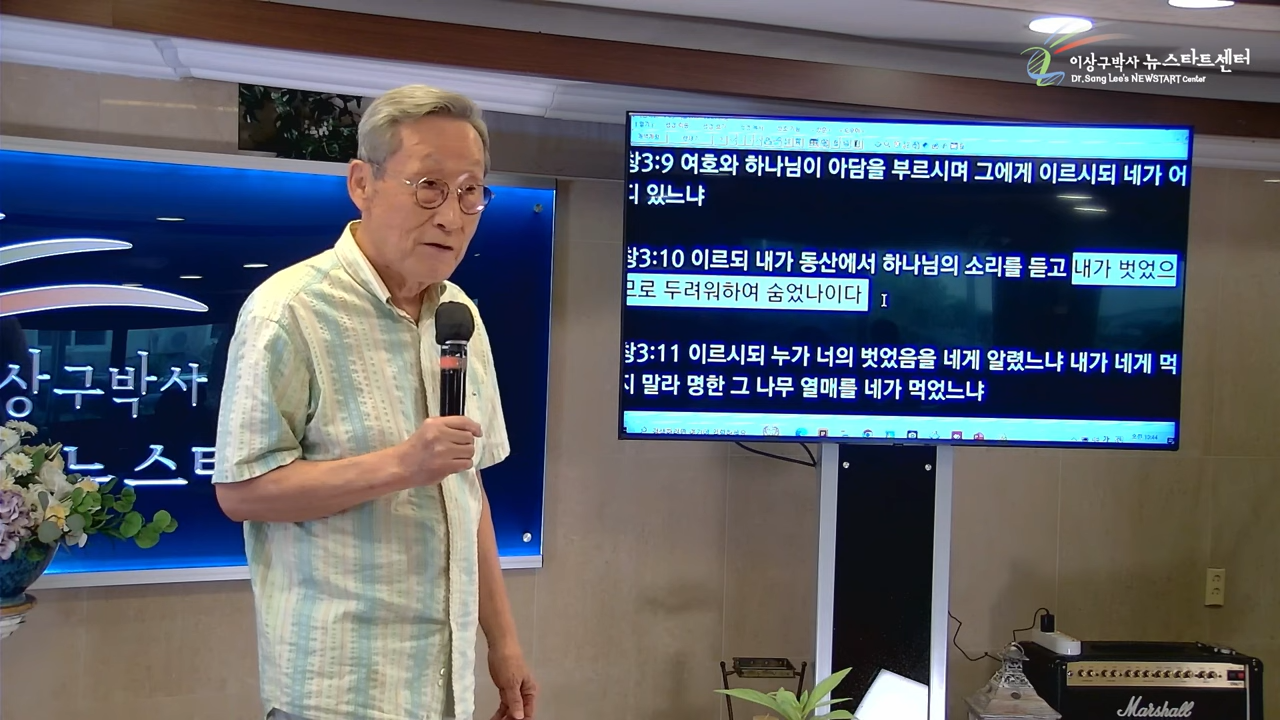 이상구박사 뉴스타트센터
Dr. Sang Lee's NEWSTART Center
창3:9 여호와 하나님이 아담을 부르시며 그에게 이르시되 네가 어
디 있느냐
창3:10 이르되 내가 동산에서 하나님의 소리를 듣고 내가 벗었으
므로 두려워하여 숨었나이다
창3:11 이르시되 누가 너의 벗었음을 네게 알렸느냐 내가 네게 먹
지 말라 명한 그 나무 열매를 네가 먹었느냐
상구박사
뉴스타
Marshall